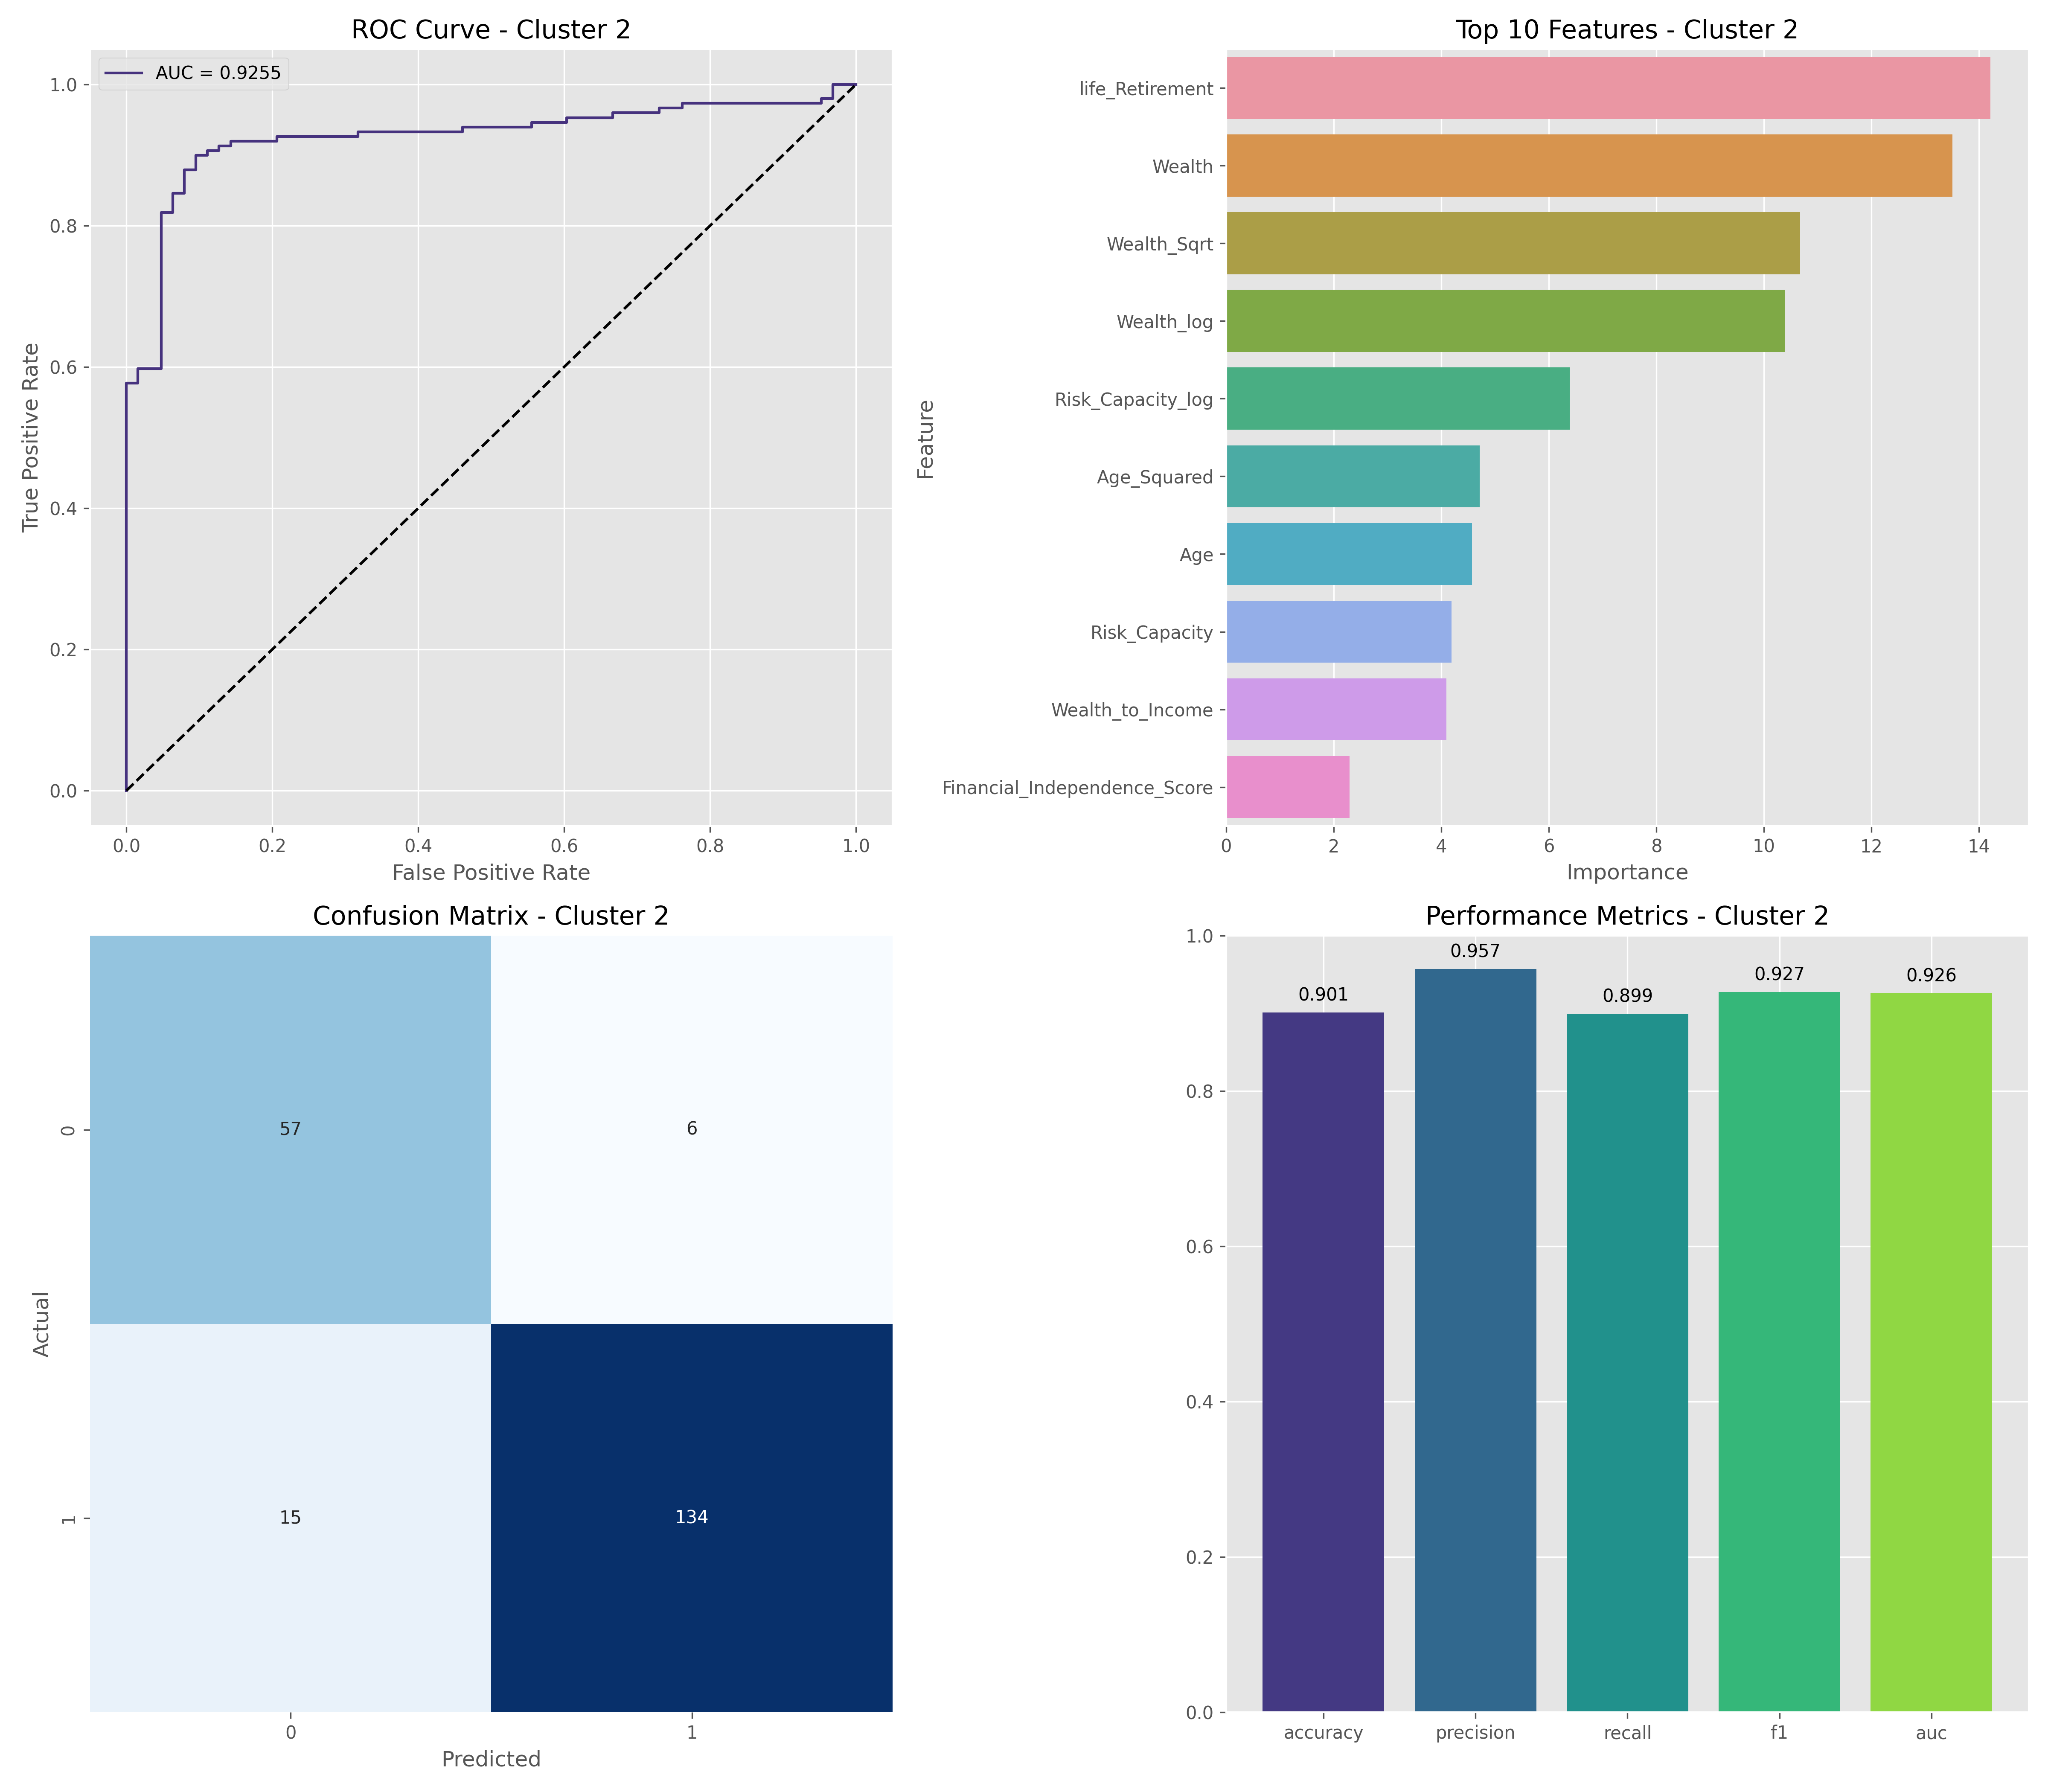 ROC Curve - Cluster 2
AUC = 0.9255
1.0
0.8
0.6
0.4
0.2
0.0
True Positive Rate
0.0 0.2 0.4 0.6 0.8 1.0
False Positive Rate
Top 10 Features - Cluster 2
Feature
life_Retirement
Wealth
Wealth_Sqrt
Wealth_log
Risk_Capacity_log
Age_Squared
Age
Risk_Capacity
Wealth_to_Income
Financial_Independence_Score
0 2 4 6 8 10 12 14
Importance
Confusion Matrix - Cluster 2
Actual
0
57 6
1
15 134
0 1
Predicted
Performance Metrics - Cluster 2
1.0
0.8
0.6
0.4
0.2
0.0
0.901 0.957 0.899 0.927 0.926
accuracy precision recall f1 auc